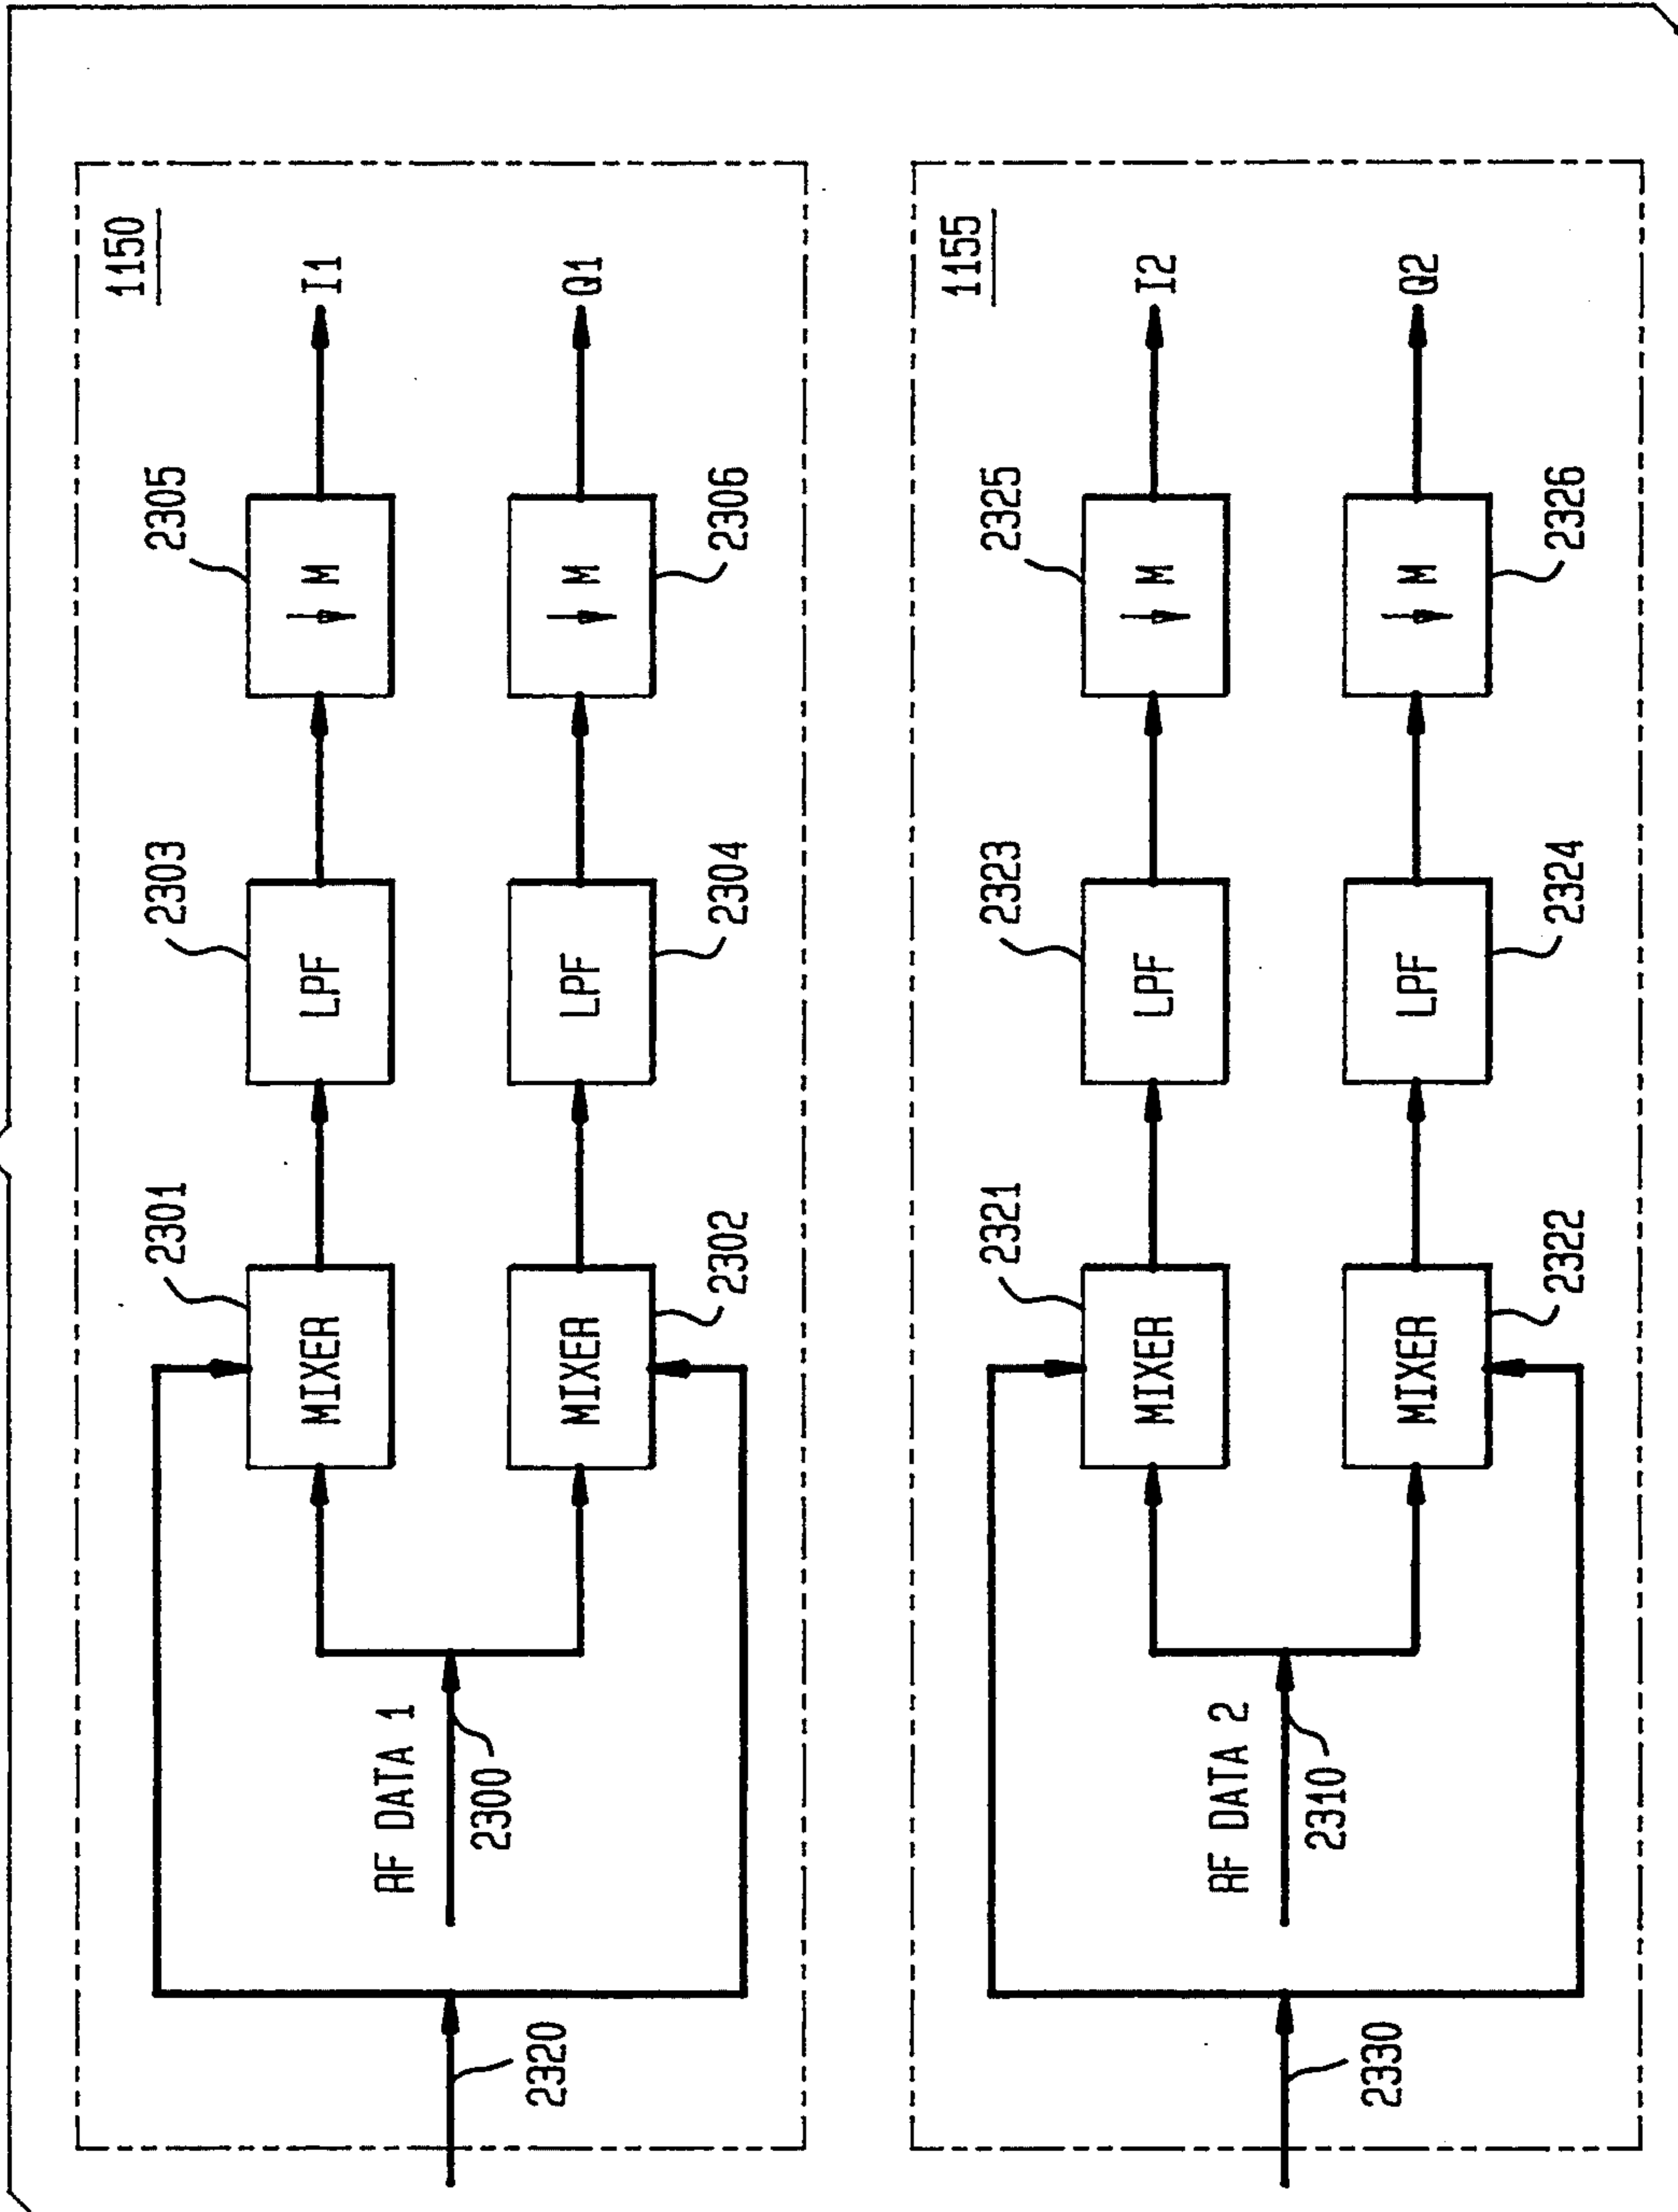 1150
2301
2303
2305
MIXER
LPF
↓ M
I1
RF DATA 1
2300
2320
MIXER
LPF
↓ M
Q1
2302
2304
2306
1155
2321
2323
2325
MIXER
LPF
↓ M
I2
RF DATA 2
2310
2330
MIXER
LPF
↓ M
Q2
2322
2324
2326